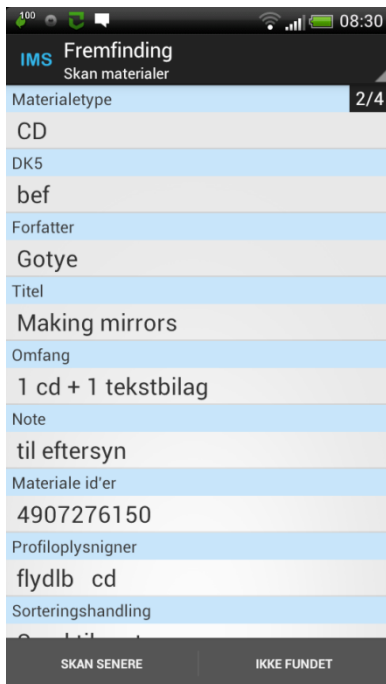 100 08:30
IMS Fremfinding
Skan materialer
Materialetype 2/4
CD
DK5
bef
Forfatter
Gotye
Titel
Making mirrors
Omfang
1 cd + 1 tekstbilag
Note
til eftersyn
Materiale id'er
4907276150
Profiloplysnigner
flydlb cd
Sorteringshandling
SKAN SENERE IKKE FUNDET